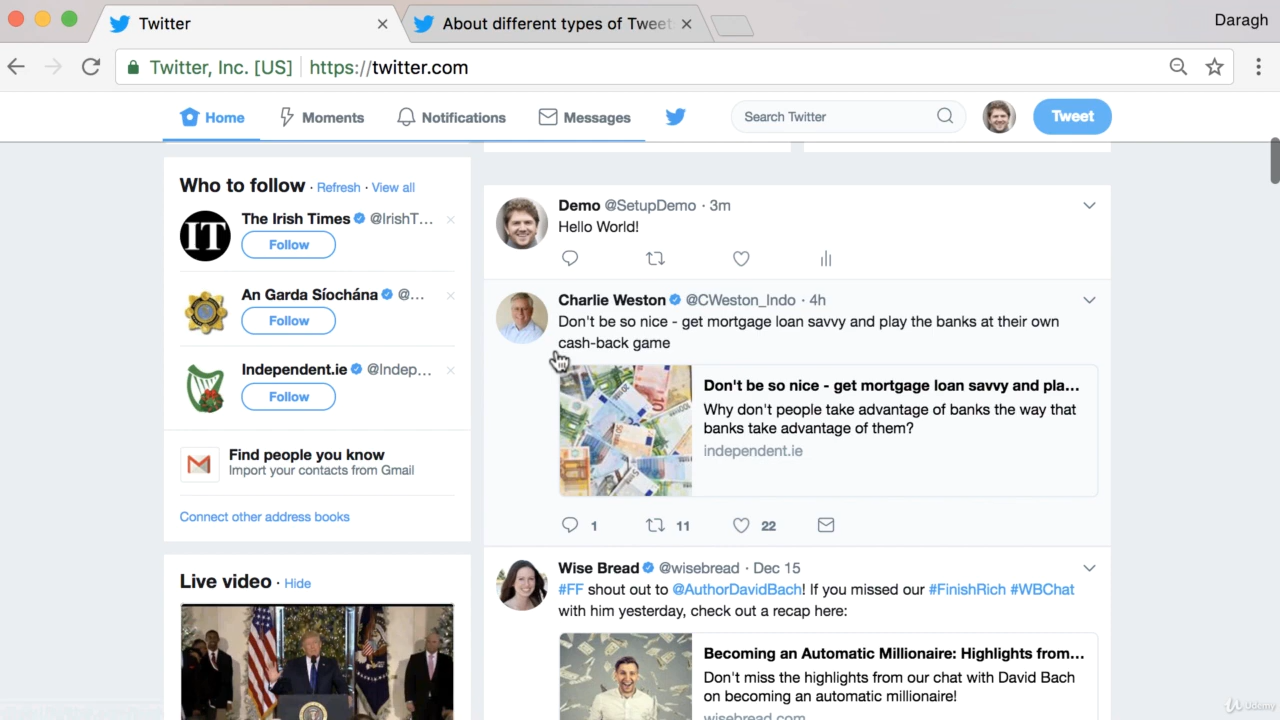 Twitter
About different types of Tweet
Daragh
Twitter, Inc. [US]
https://twitter.com
Home
Moments
Notifications
Messages
Search Twitter
Tweet
Who to follow · Refresh · View all
The Irish Times @IrishT...
IT
Follow
An Garda Síochána @...
Follow
Independent.ie @Indep...
Follow
Find people you know
Import your contacts from Gmail
Connect other address books
Live video · Hide
Demo @SetupDemo · 3m
Hello World!
Charlie Weston @CWeston_Indo · 4h
Don't be so nice - get mortgage loan savvy and play the banks at their own
cash-back game
Don't be so nice - get mortgage loan savvy and pla...
Why don't people take advantage of banks the way that
banks take advantage of them?
independent.ie
1 11 22
Wise Bread @wisebread · Dec 15
#FF shout out to @AuthorDavidBach! If you missed our #FinishRich #WBChat
with him yesterday, check out a recap here:
Becoming an Automatic Millionaire: Highlights from...
Don't miss the highlights from our chat with David Bach
on becoming an automatic millionaire!
wisebread.com
Udemy